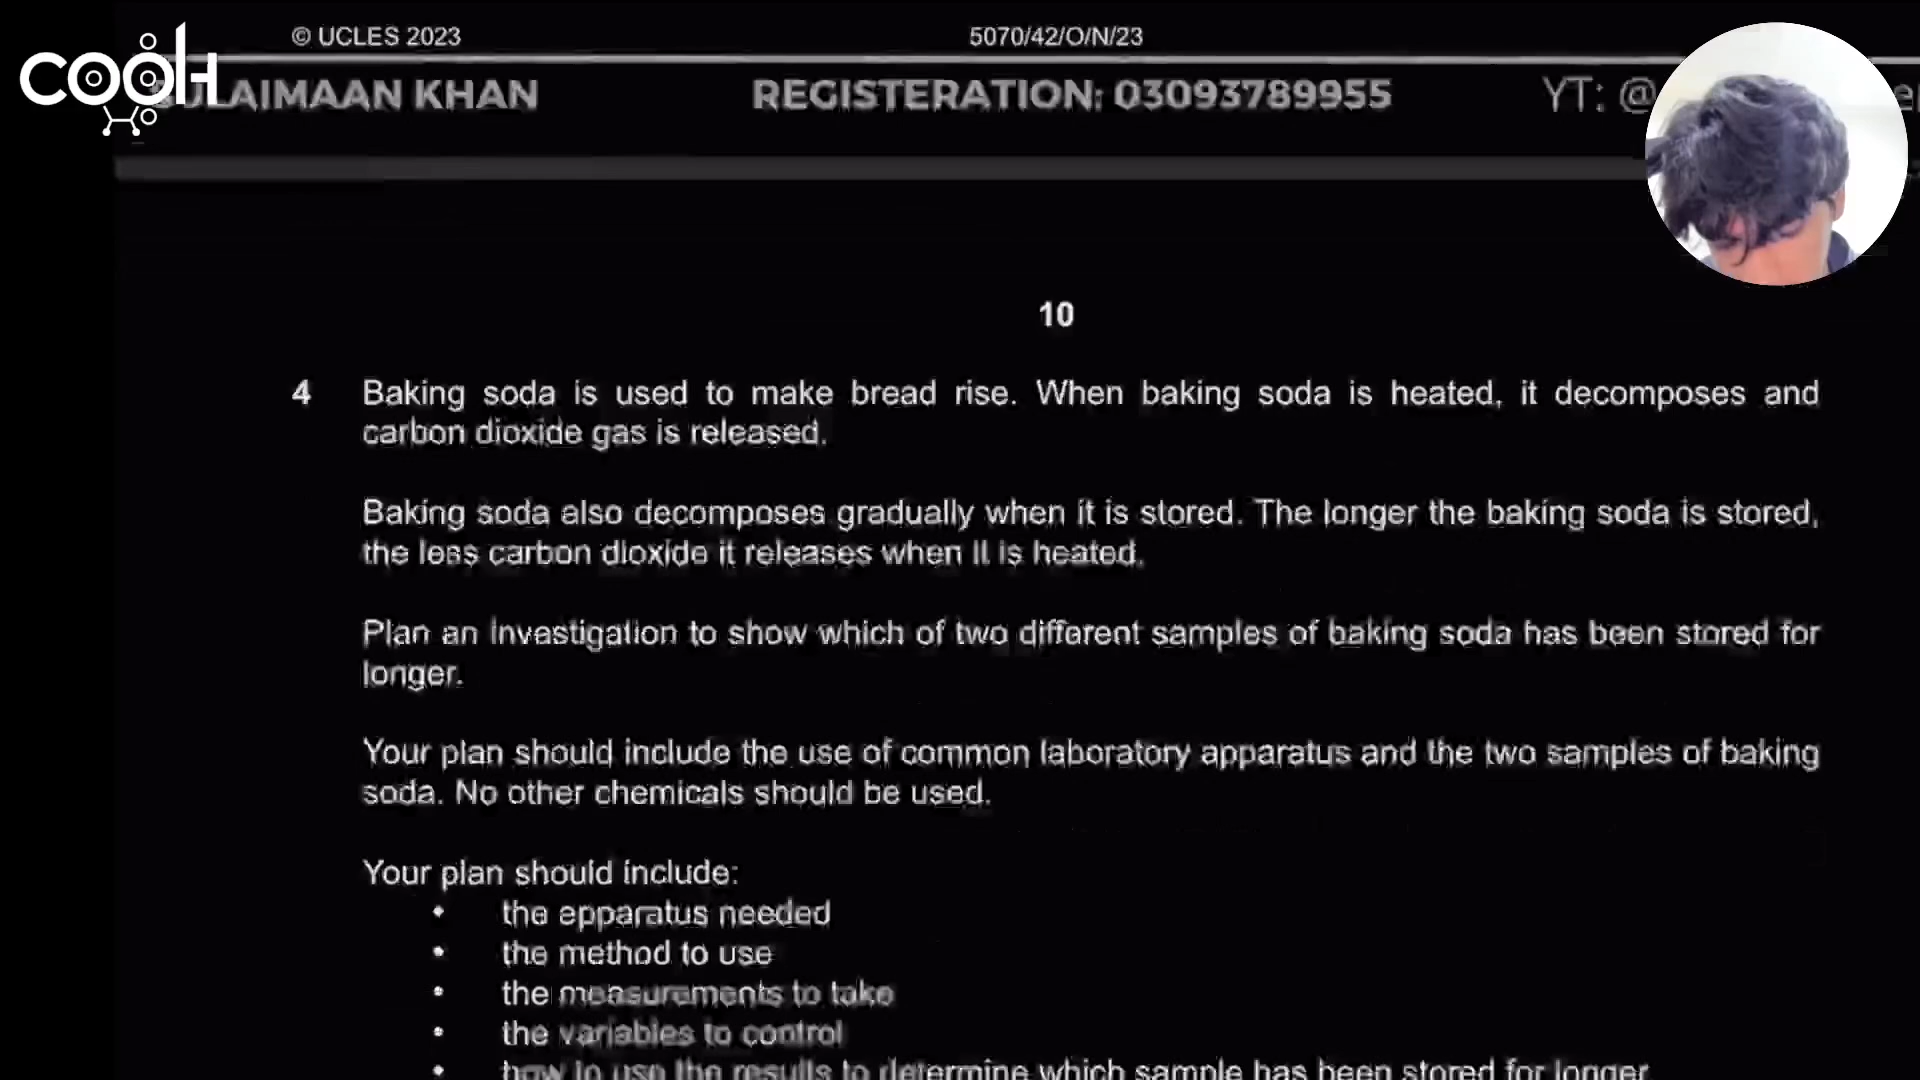 © UCLES 2023 5070/42/O/N/23
COOH
SULAIMAAN KHAN REGISTERATION: 03093789955 YT: @
10
4 Baking soda is used to make bread rise. When baking soda is heated, it decomposes and
carbon dioxide gas is released.
Baking soda also decomposes gradually when it is stored. The longer the baking soda is stored,
the less carbon dioxide it releases when it is heated.
Plan an investigation to show which of two different samples of baking soda has been stored for
longer.
Your plan should include the use of common laboratory apparatus and the two samples of baking
soda. No other chemicals should be used.
Your plan should include:
• the apparatus needed
• the method to use
• the measurements to take
• the variables to control
• how to use the results to determine which sample has been stored for longer